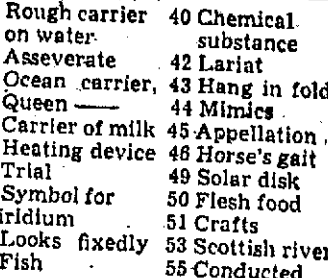 Rough carrier
on water
Asseverate
Ocean carrier,
Queen ——
Carrier of milk
Heating device
Trial
Symbol for
iridium
Looks fixedly
Fish
40 Chemical
substance
42 Lariat
43 Hang in fold
44 Mimics
45 Appellation
46 Horse's gait
49 Solar disk
50 Flesh food
51 Crafts
53 Scottish river
55 Conducted